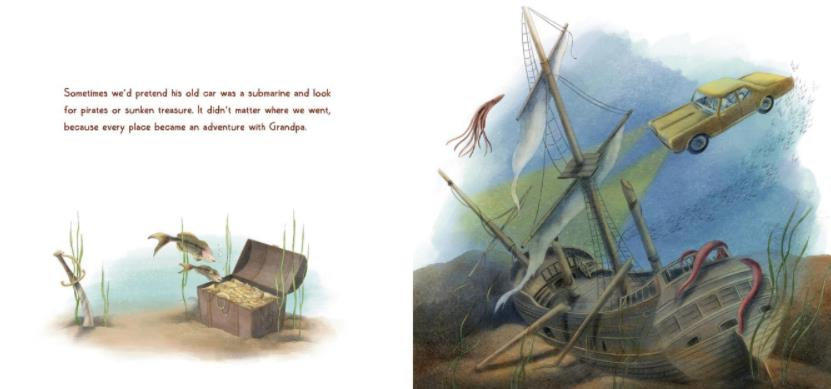 Sometimes we'd pretend his old car was a submarine and look
for pirates or sunken treasure. It didn't matter where we went,
because every place became an adventure with Grandpa.